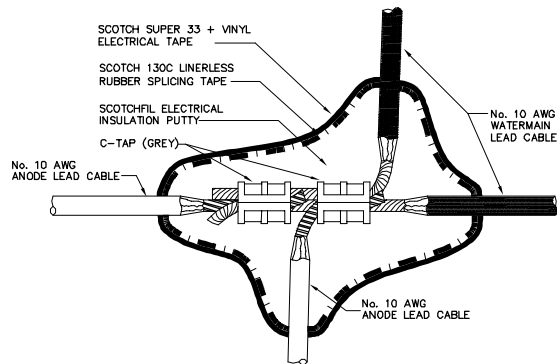 SCOTCH SUPER 33 + VINYL
ELECTRICAL TAPE
SCOTCH 130C LINERLESS
RUBBER SPLICING TAPE
SCOTCHFIL ELECTRICAL
INSULATION PUTTY
C-TAP (GREY)
No. 10 AWG
ANODE LEAD CABLE
No. 10 AWG
WATERMAIN
LEAD CABLE
No. 10 AWG
ANODE LEAD CABLE